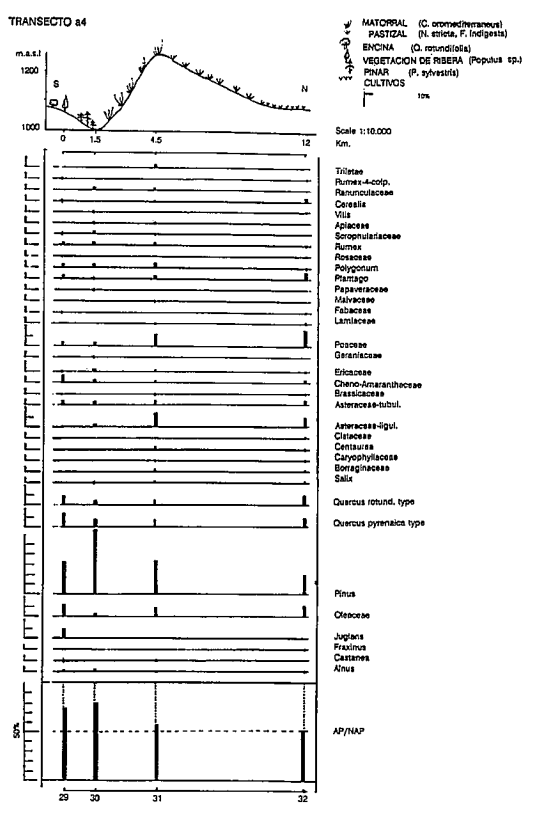 TRANSECTO a4
MATORRAL (C. oromediterraneus)
PASTIZAL (N. stricta, F. Indigesta)
ENCINA (Q. rotundifolia)
VEGETACION DE RIBERA (Populus sp.)
PINAR (P. sylvestris)
CULTIVOS
10%
m.a.s.l
1200
1000
S
N
0 1.5 4.5 12
Scale 1:10.000
Km.
Triletae
Rumex-4-colp.
Ranunculaceae
Cerealia
Vitis
Apiaceae
Scrophulariaceae
Rumex
Rosaceae
Polygonum
Plantago
Papaveraceae
Malvaceae
Fabaceae
Lamiaceae
Poaceae
Geraniaceae
Ericaceae
Cheno-Amarantheceae
Brassicaceae
Asteraceae-tubul.
Asteraceae-ligul.
Cistaceae
Centaurea
Caryophyllaceae
Borraginaceae
Salix
Quercus rotund. type
Quercus pyrenaica type
Pinus
Oleaceae
Juglans
Fraxinus
Castanea
Alnus
50%
AP/NAP
29 30 31 32